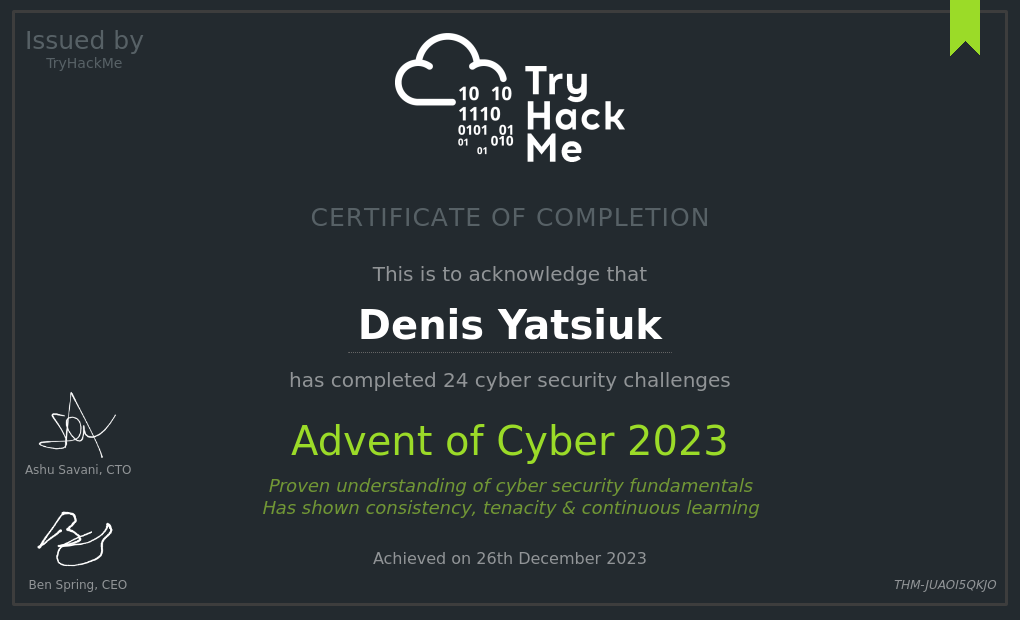 Issued by
TryHackMe
10 10
1110
0101 01
01 010
01
Try
Hack
Me
CERTIFICATE OF COMPLETION
This is to acknowledge that
Denis Yatsiuk
has completed 24 cyber security challenges
Advent of Cyber 2023
Proven understanding of cyber security fundamentals
Has shown consistency, tenacity & continuous learning
Achieved on 26th December 2023
Ashu Savani, CTO
Ben Spring, CEO
THM-JUAOI5QKJO